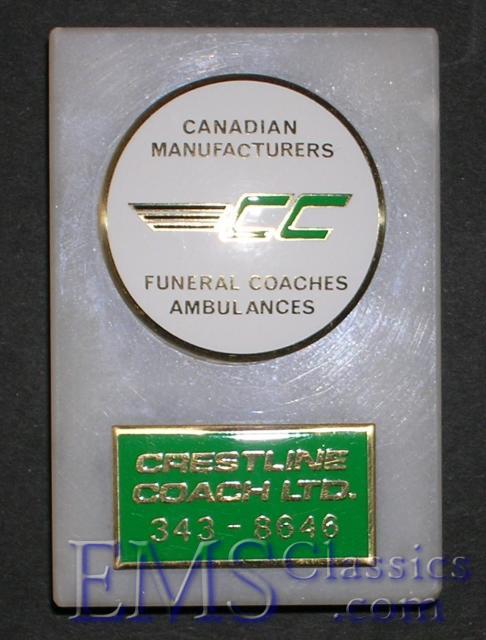 CANADIAN
MANUFACTURERS
CC
FUNERAL COACHES
AMBULANCES
CRESTLINE
COACH LTD.
343-8646
EMSClassics
.com